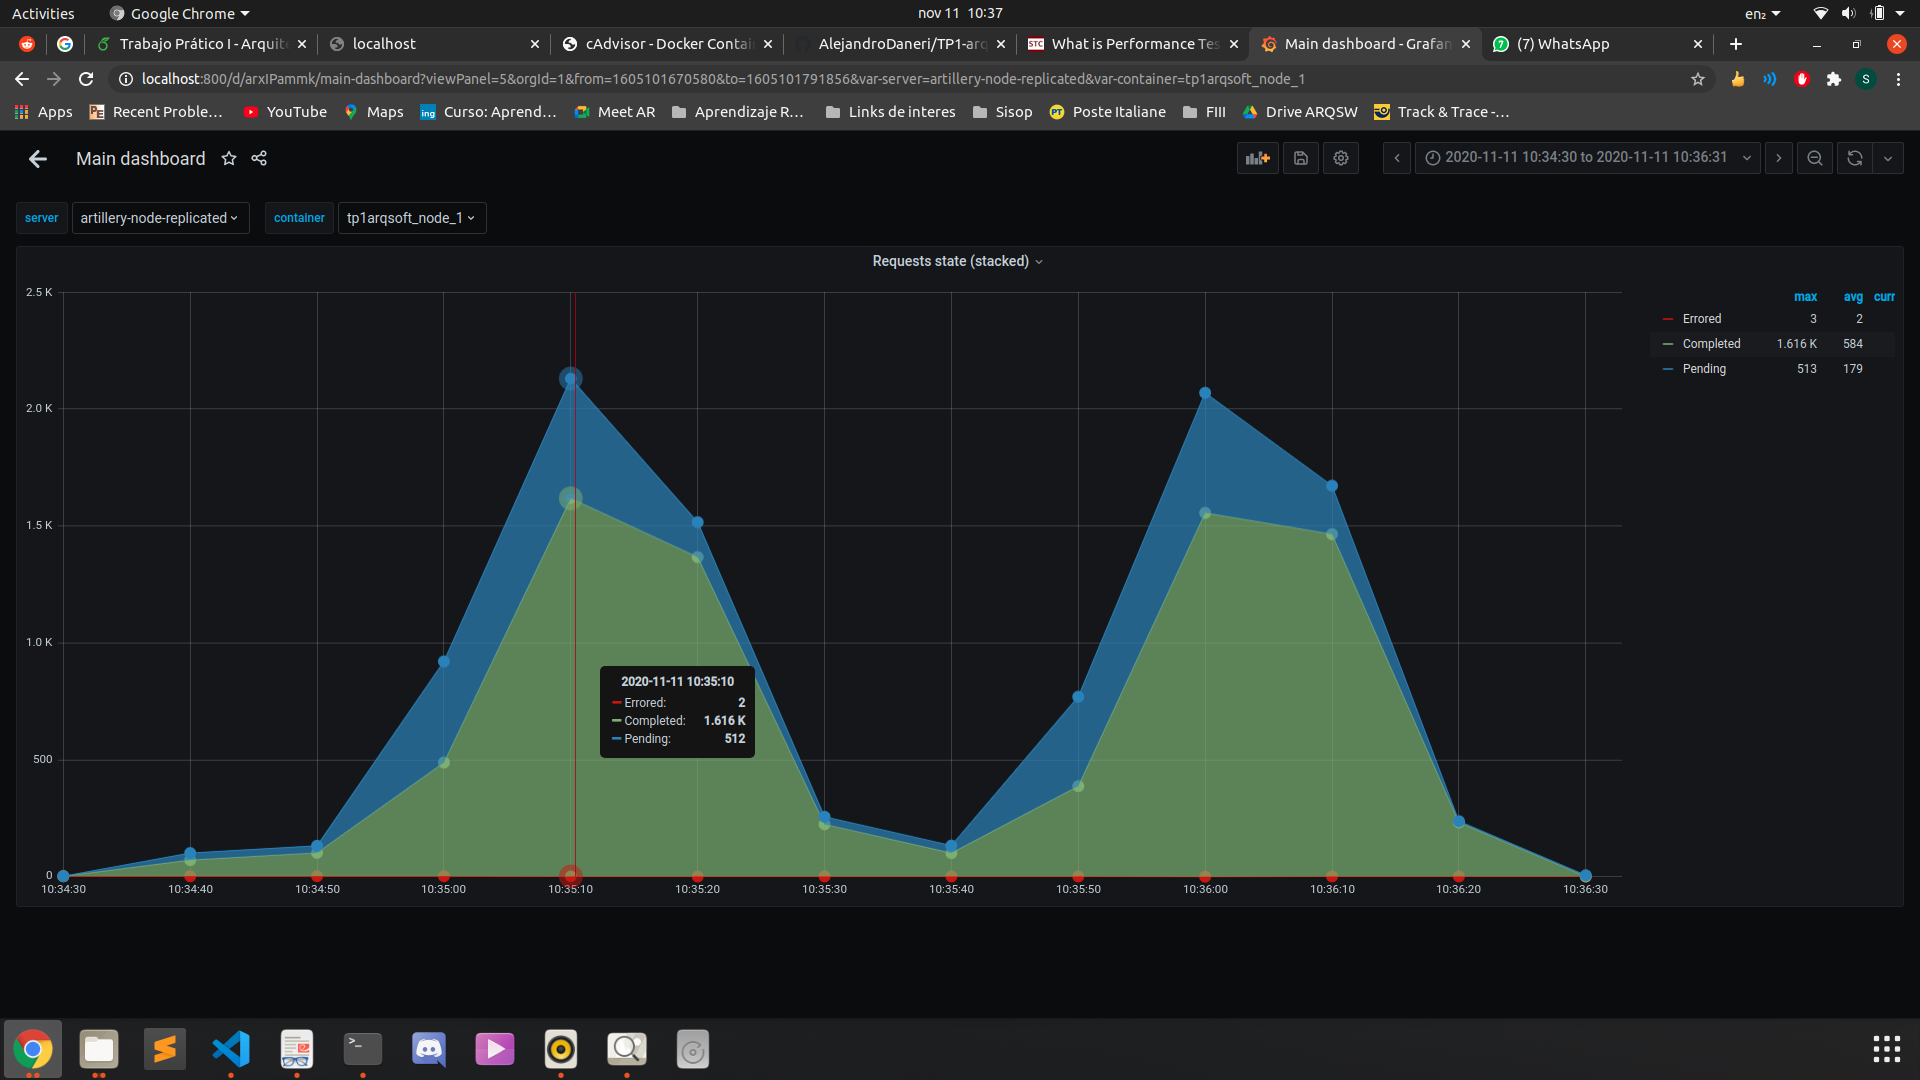 Activities Google Chrome nov 11 10:37 en₂
Trabajo Prático I - Arquite localhost cAdvisor - Docker Contai AlejandroDaneri/TP1-arq STC What is Performance Tes Main dashboard - Grafan 7 (7) WhatsApp
localhost:800/d/arxIPammk/main-dashboard?viewPanel=5&orgId=1&from=1605101670580&to=1605101791856&var-server=artillery-node-replicated&var-container=tp1arqsoft_node_1 S
Apps Recent Proble… YouTube Maps ing Curso: Aprend… Meet AR Aprendizaje R… Links de interes Sisop PT Poste Italiane FIII Drive ARQSW Track & Trace -…
Main dashboard 2020-11-11 10:34:30 to 2020-11-11 10:36:31
server artillery-node-replicated container tp1arqsoft_node_1
Requests state (stacked)
max avg curr
Errored 3 2
Completed 1.616 K 584
Pending 513 179
2.5 K
2.0 K
1.5 K
1.0 K
500
0
2020-11-11 10:35:10
Errored: 2
Completed: 1.616 K
Pending: 512
10:34:30 10:34:40 10:34:50 10:35:00 10:35:10 10:35:20 10:35:30 10:35:40 10:35:50 10:36:00 10:36:10 10:36:20 10:36:30